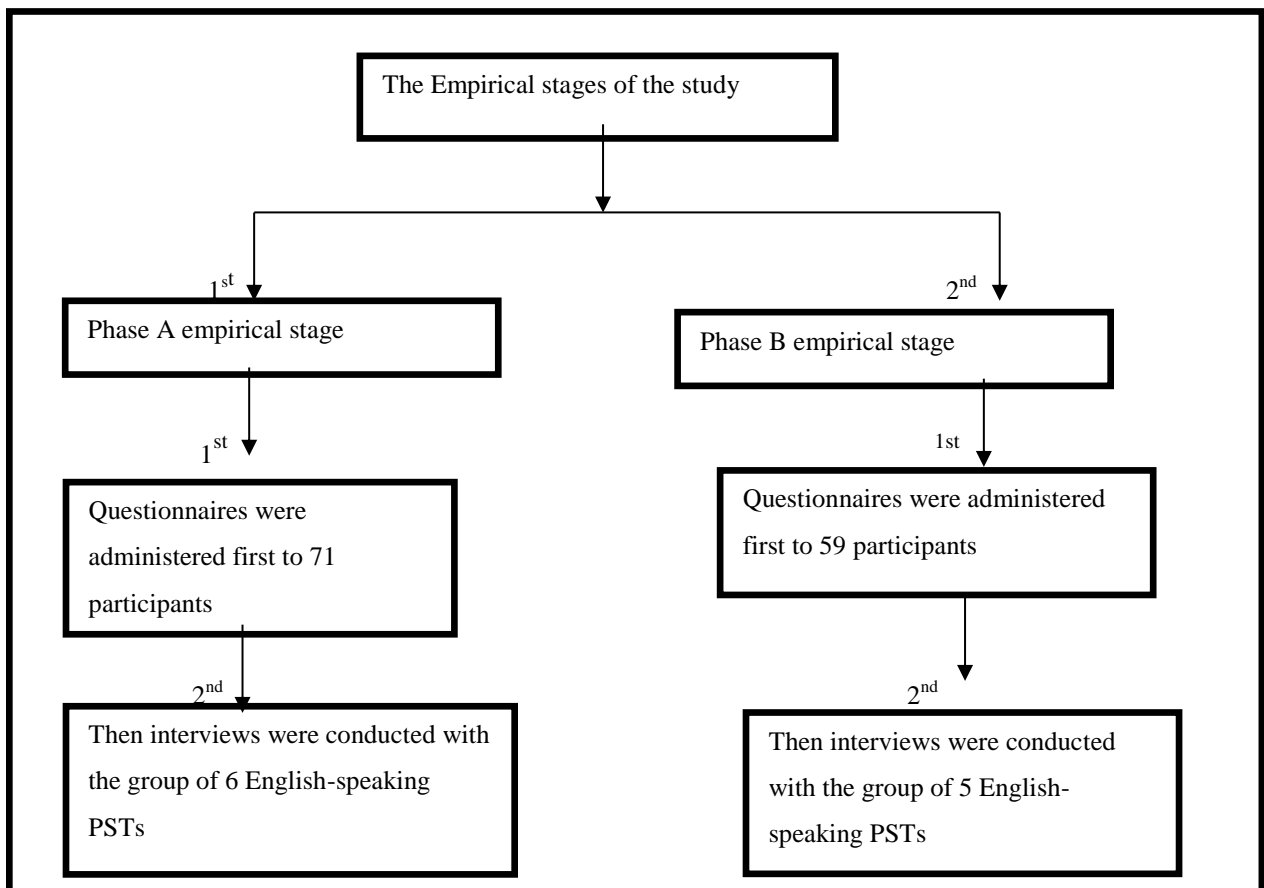 The Empirical stages of the study
1st
2nd
Phase A empirical stage
Phase B empirical stage
1st
1st
Questionnaires were
administered first to 71
participants
Questionnaires were administered
first to 59 participants
2nd
2nd
Then interviews were conducted with
the group of 6 English-speaking
PSTs
Then interviews were conducted
with the group of 5 English-
speaking PSTs